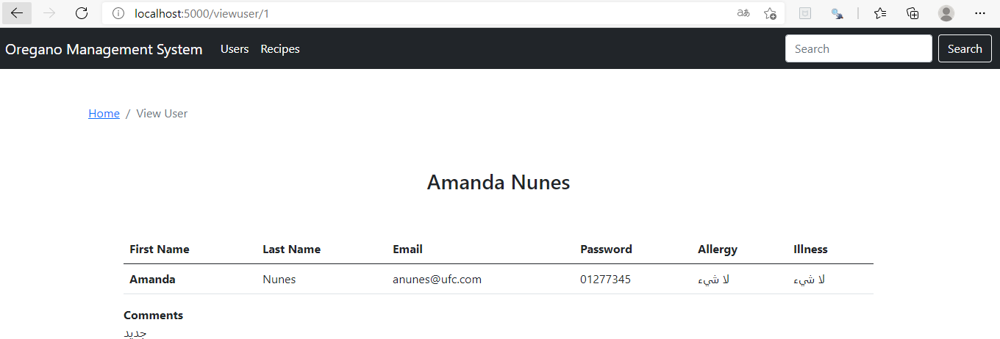 localhost:5000/viewuser/1
Oregano Management System Users Recipes Search Search
Home / View User
Amanda Nunes
First Name Last Name Email Password Allergy Illness
Amanda Nunes anunes@ufc.com 01277345 لا شيء لا شيء
Comments
جديد